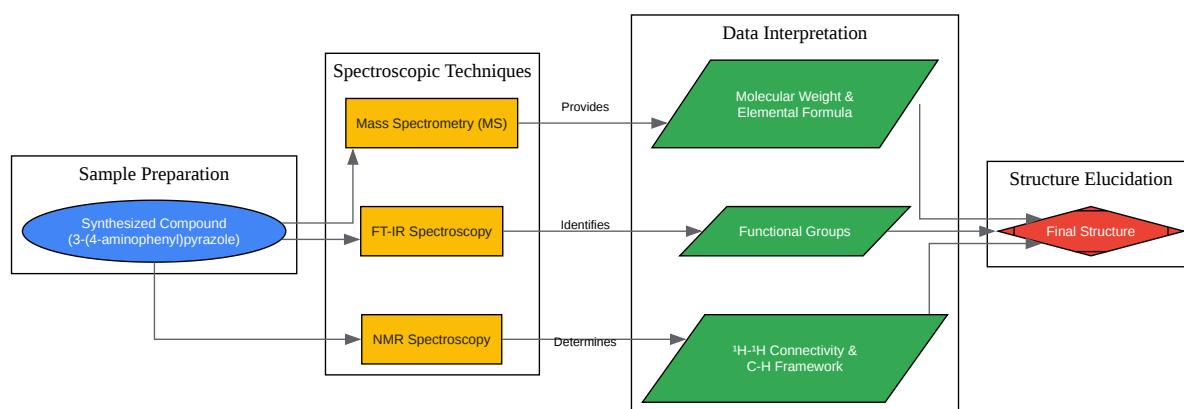 Sample Preparation
Synthesized Compound
(3-(4-aminophenyl)pyrazole)
Spectroscopic Techniques
Mass Spectrometry (MS)
FT-IR Spectroscopy
NMR Spectroscopy
Provides
Identifies
Determines
Data Interpretation
Molecular Weight &
Elemental Formula
Functional Groups
¹H-¹H Connectivity &
C-H Framework
Structure Elucidation
Final Structure